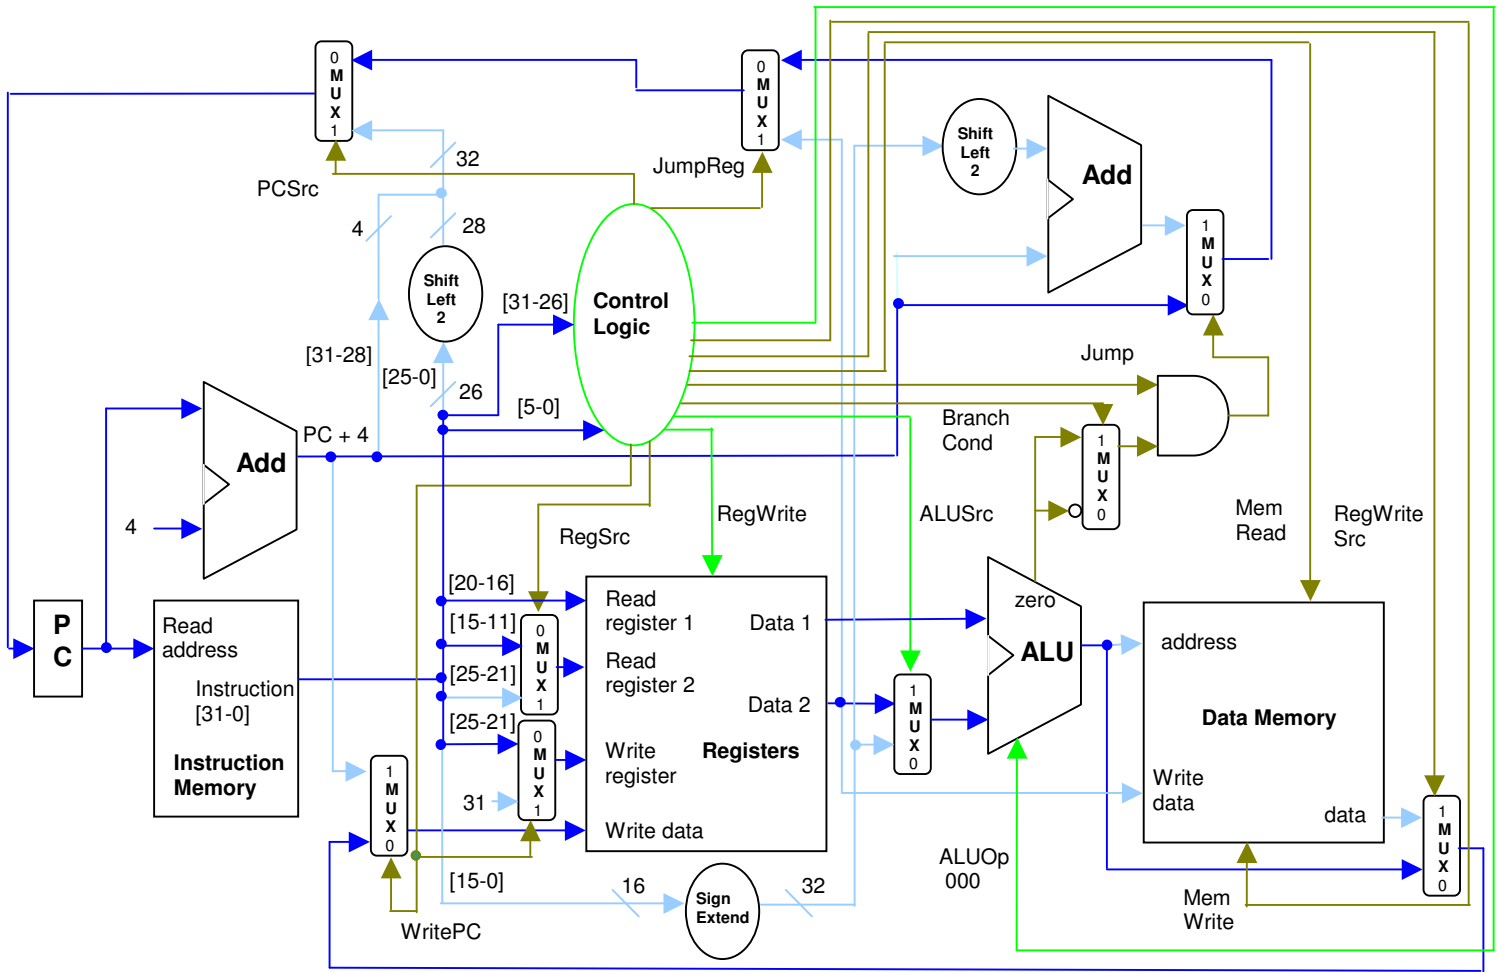 0
M
U
X
1
0
M
U
X
1
32
PCSrc
JumpReg
4
28
Shift
Left
2
Shift
Left
2
Add
1
M
U
X
0
[31-26]
Control
Logic
[31-28]
[25-0]
26
[5-0]
Jump
Branch
Cond
1
M
U
X
0
PC + 4
Add
4
RegSrc
RegWrite
ALUSrc
Mem
Read
RegWrite
Src
P
C
Read
address
Instruction
[31-0]
Instruction
Memory
[20-16]
[15-11]
[25-21]
[25-21]
0
M
U
X
1
0
M
U
X
1
31
Read
register 1
Read
register 2
Write
register
Write data
Data 1
Data 2
Registers
1
M
U
X
0
zero
ALU
address
Data Memory
Write
data
data
1
M
U
X
0
1
M
U
X
0
[15-0]
16
Sign
Extend
32
WritePC
ALUOp
000
Mem
Write